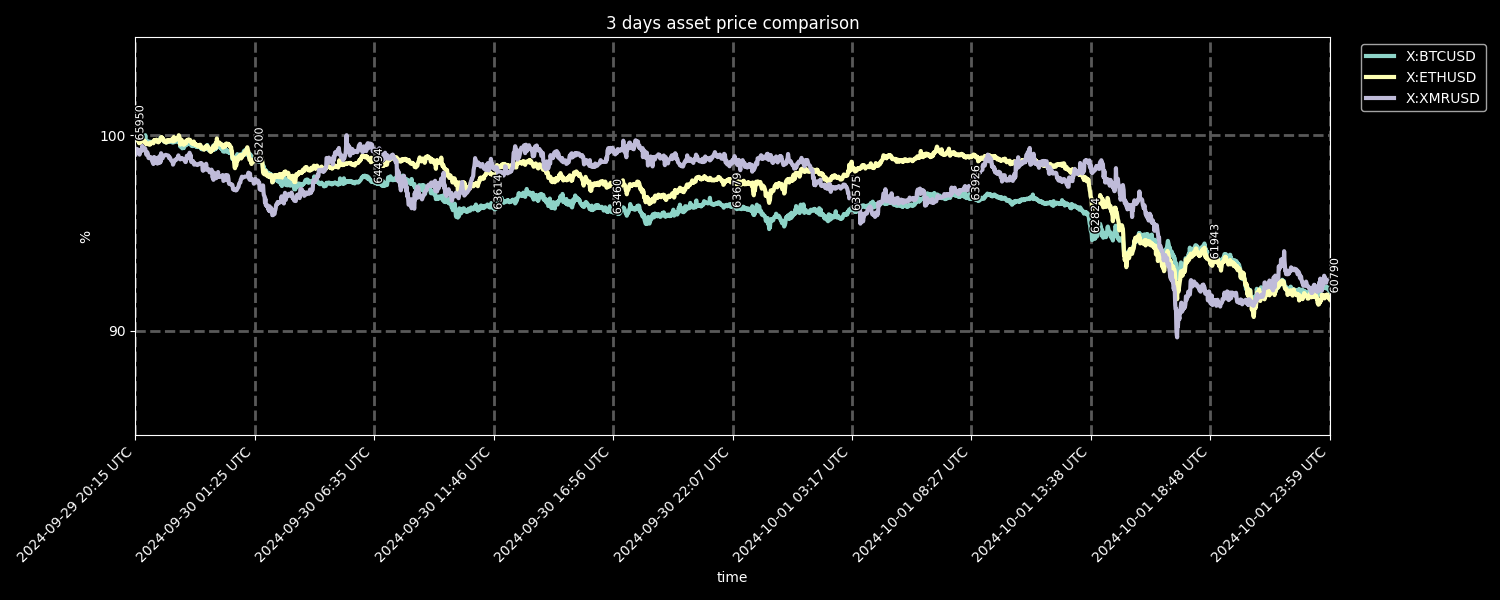 3 days asset price comparison
X:BTCUSD
X:ETHUSD
X:XMRUSD
100
90
%
65950
65200
64494
63614
63460
63679
63575
63926
62824
61943
60790
2024-09-29 20:15 UTC
2024-09-30 01:25 UTC
2024-09-30 06:35 UTC
2024-09-30 11:46 UTC
2024-09-30 16:56 UTC
2024-09-30 22:07 UTC
2024-10-01 03:17 UTC
2024-10-01 08:27 UTC
2024-10-01 13:38 UTC
2024-10-01 18:48 UTC
2024-10-01 23:59 UTC
time